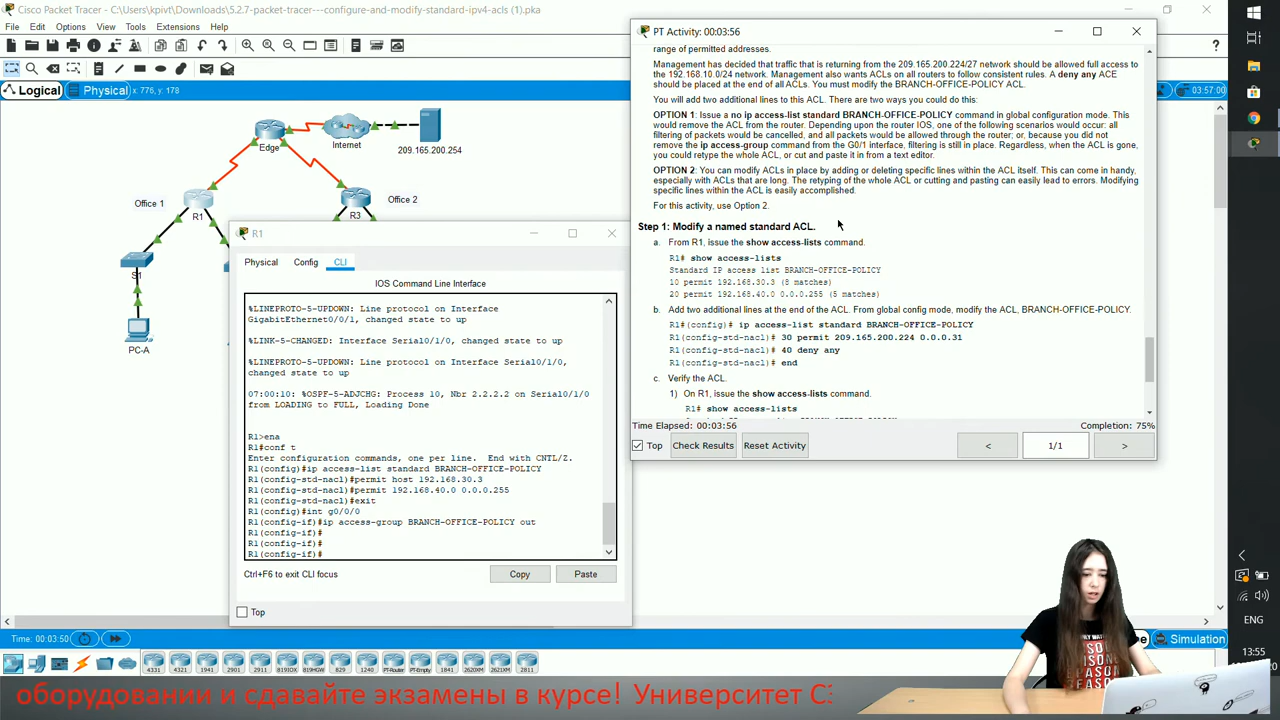 Cisco Packet Tracer - C:\Users\kpivt\Downloads\5.2.7-packet-tracer---configure-and-modify-standard-ipv4-acls (1).pka
File Edit Options View Tools Extensions Help
Logical Physical x: 776, y: 178
03:57:00
Edge
Internet
209.165.200.254
Office 1
R1
Office 2
R3
S1
PC-A
R1
Physical Config CLI
IOS Command Line Interface
%LINEPROTO-5-UPDOWN: Line protocol on Interface
GigabitEthernet0/0/1, changed state to up
%LINK-5-CHANGED: Interface Serial0/1/0, changed state to up
%LINEPROTO-5-UPDOWN: Line protocol on Interface Serial0/1/0,
changed state to up
07:00:10: %OSPF-5-ADJCHG: Process 10, Nbr 2.2.2.2 on Serial0/1/0
from LOADING to FULL, Loading Done
R1>ena
R1#conf t
Enter configuration commands, one per line.  End with CNTL/Z.
R1(config)#ip access-list standard BRANCH-OFFICE-POLICY
R1(config-std-nacl)#permit host 192.168.30.3
R1(config-std-nacl)#permit 192.168.40.0 0.0.0.255
R1(config-std-nacl)#exit
R1(config)#int g0/0/0
R1(config-if)#ip access-group BRANCH-OFFICE-POLICY out
R1(config-if)#
R1(config-if)#
R1(config-if)#
Ctrl+F6 to exit CLI focus
Copy
Paste
Top
PT Activity: 00:03:56
range of permitted addresses.
Management has decided that traffic that is returning from the 209.165.200.224/27 network should be allowed full access to
the 192.168.10.0/24 network. Management also wants ACLs on all routers to follow consistent rules. A deny any ACE
should be placed at the end of all ACLs. You must modify the BRANCH-OFFICE-POLICY ACL.
You will add two additional lines to this ACL. There are two ways you could do this:
OPTION 1: Issue a no ip access-list standard BRANCH-OFFICE-POLICY command in global configuration mode. This
would remove the ACL from the router. Depending upon the router IOS, one of the following scenarios would occur: all
filtering of packets would be cancelled, and all packets would be allowed through the router; or, because you did not
remove the ip access-group command from the G0/1 interface, filtering is still in place. Regardless, when the ACL is gone,
you could retype the whole ACL, or cut and paste it in from a text editor.
OPTION 2: You can modify ACLs in place by adding or deleting specific lines within the ACL itself. This can come in handy,
especially with ACLs that are long. The retyping of the whole ACL or cutting and pasting can easily lead to errors. Modifying
specific lines within the ACL is easily accomplished.
For this activity, use Option 2.
Step 1: Modify a named standard ACL.
a. From R1, issue the show access-lists command.
R1# show access-lists
Standard IP access list BRANCH-OFFICE-POLICY
10 permit 192.168.30.3 (8 matches)
20 permit 192.168.40.0 0.0.0.255 (5 matches)
b. Add two additional lines at the end of the ACL. From global config mode, modify the ACL, BRANCH-OFFICE-POLICY.
R1#(config)# ip access-list standard BRANCH-OFFICE-POLICY
R1(config-std-nacl)# 30 permit 209.165.200.224 0.0.0.31
R1(config-std-nacl)# 40 deny any
R1(config-std-nacl)# end
c. Verify the ACL.
1) On R1, issue the show access-lists command.
R1# show access-lists
Time Elapsed: 00:03:56
Completion: 75%
Top
Check Results
Reset Activity
<
1/1
>
Time: 00:03:50
Simulation
4331 4321 1941 2901 2911 819IOX 819HGW 829 1240 PT-Router PT-Empty 1841 2620XM 2621XM 2811
ENG
13:55
оборудовании и сдавайте экзамены в курсе! Университет